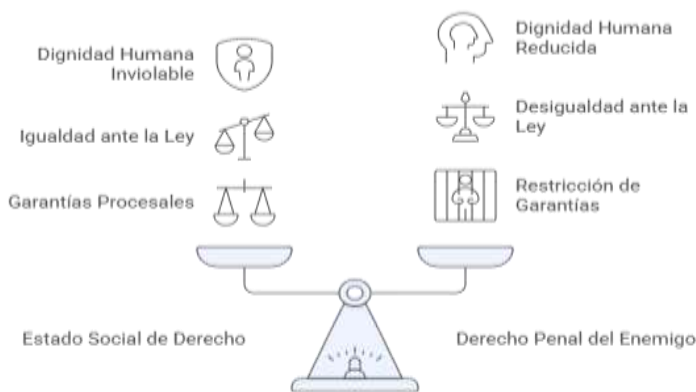 Dignidad Humana
Inviolable
Igualdad ante la Ley
Garantías Procesales
Dignidad Humana
Reducida
Desigualdad ante la
Ley
Restricción de
Garantías
Estado Social de Derecho
Derecho Penal del Enemigo